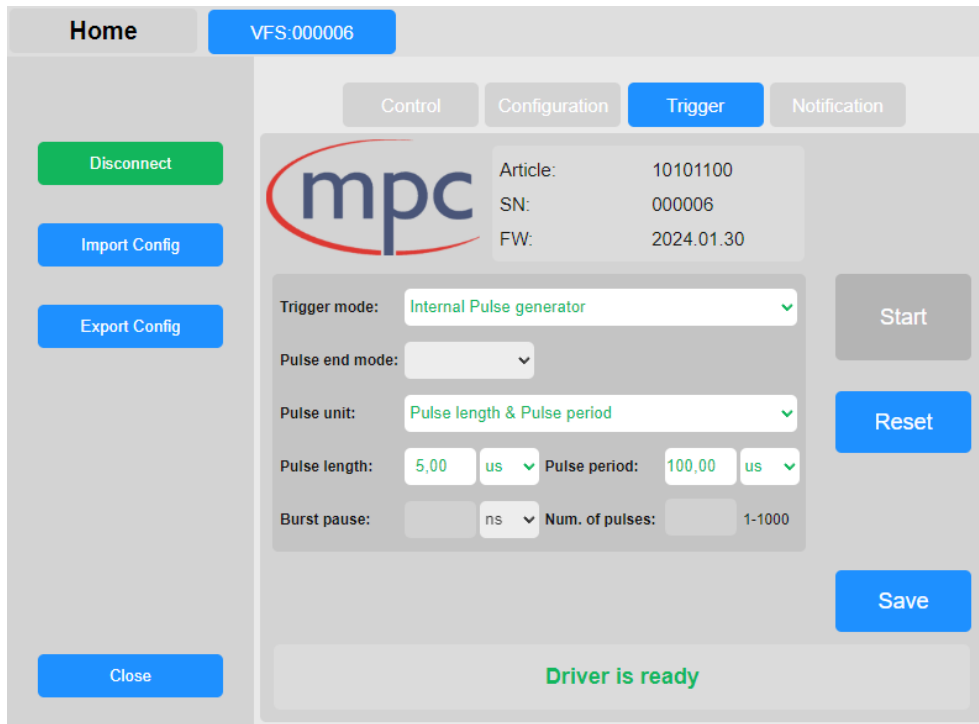 Home VFS:000006
Control Configuration Trigger Notification
Disconnect
Import Config
Export Config
Close
mpc
Article: 10101100
SN: 000006
FW: 2024.01.30
Trigger mode: Internal Pulse generator
Pulse end mode:
Pulse unit: Pulse length & Pulse period
Pulse length: 5,00 us Pulse period: 100,00 us
Burst pause: ns Num. of pulses: 1-1000
Start
Reset
Save
Driver is ready